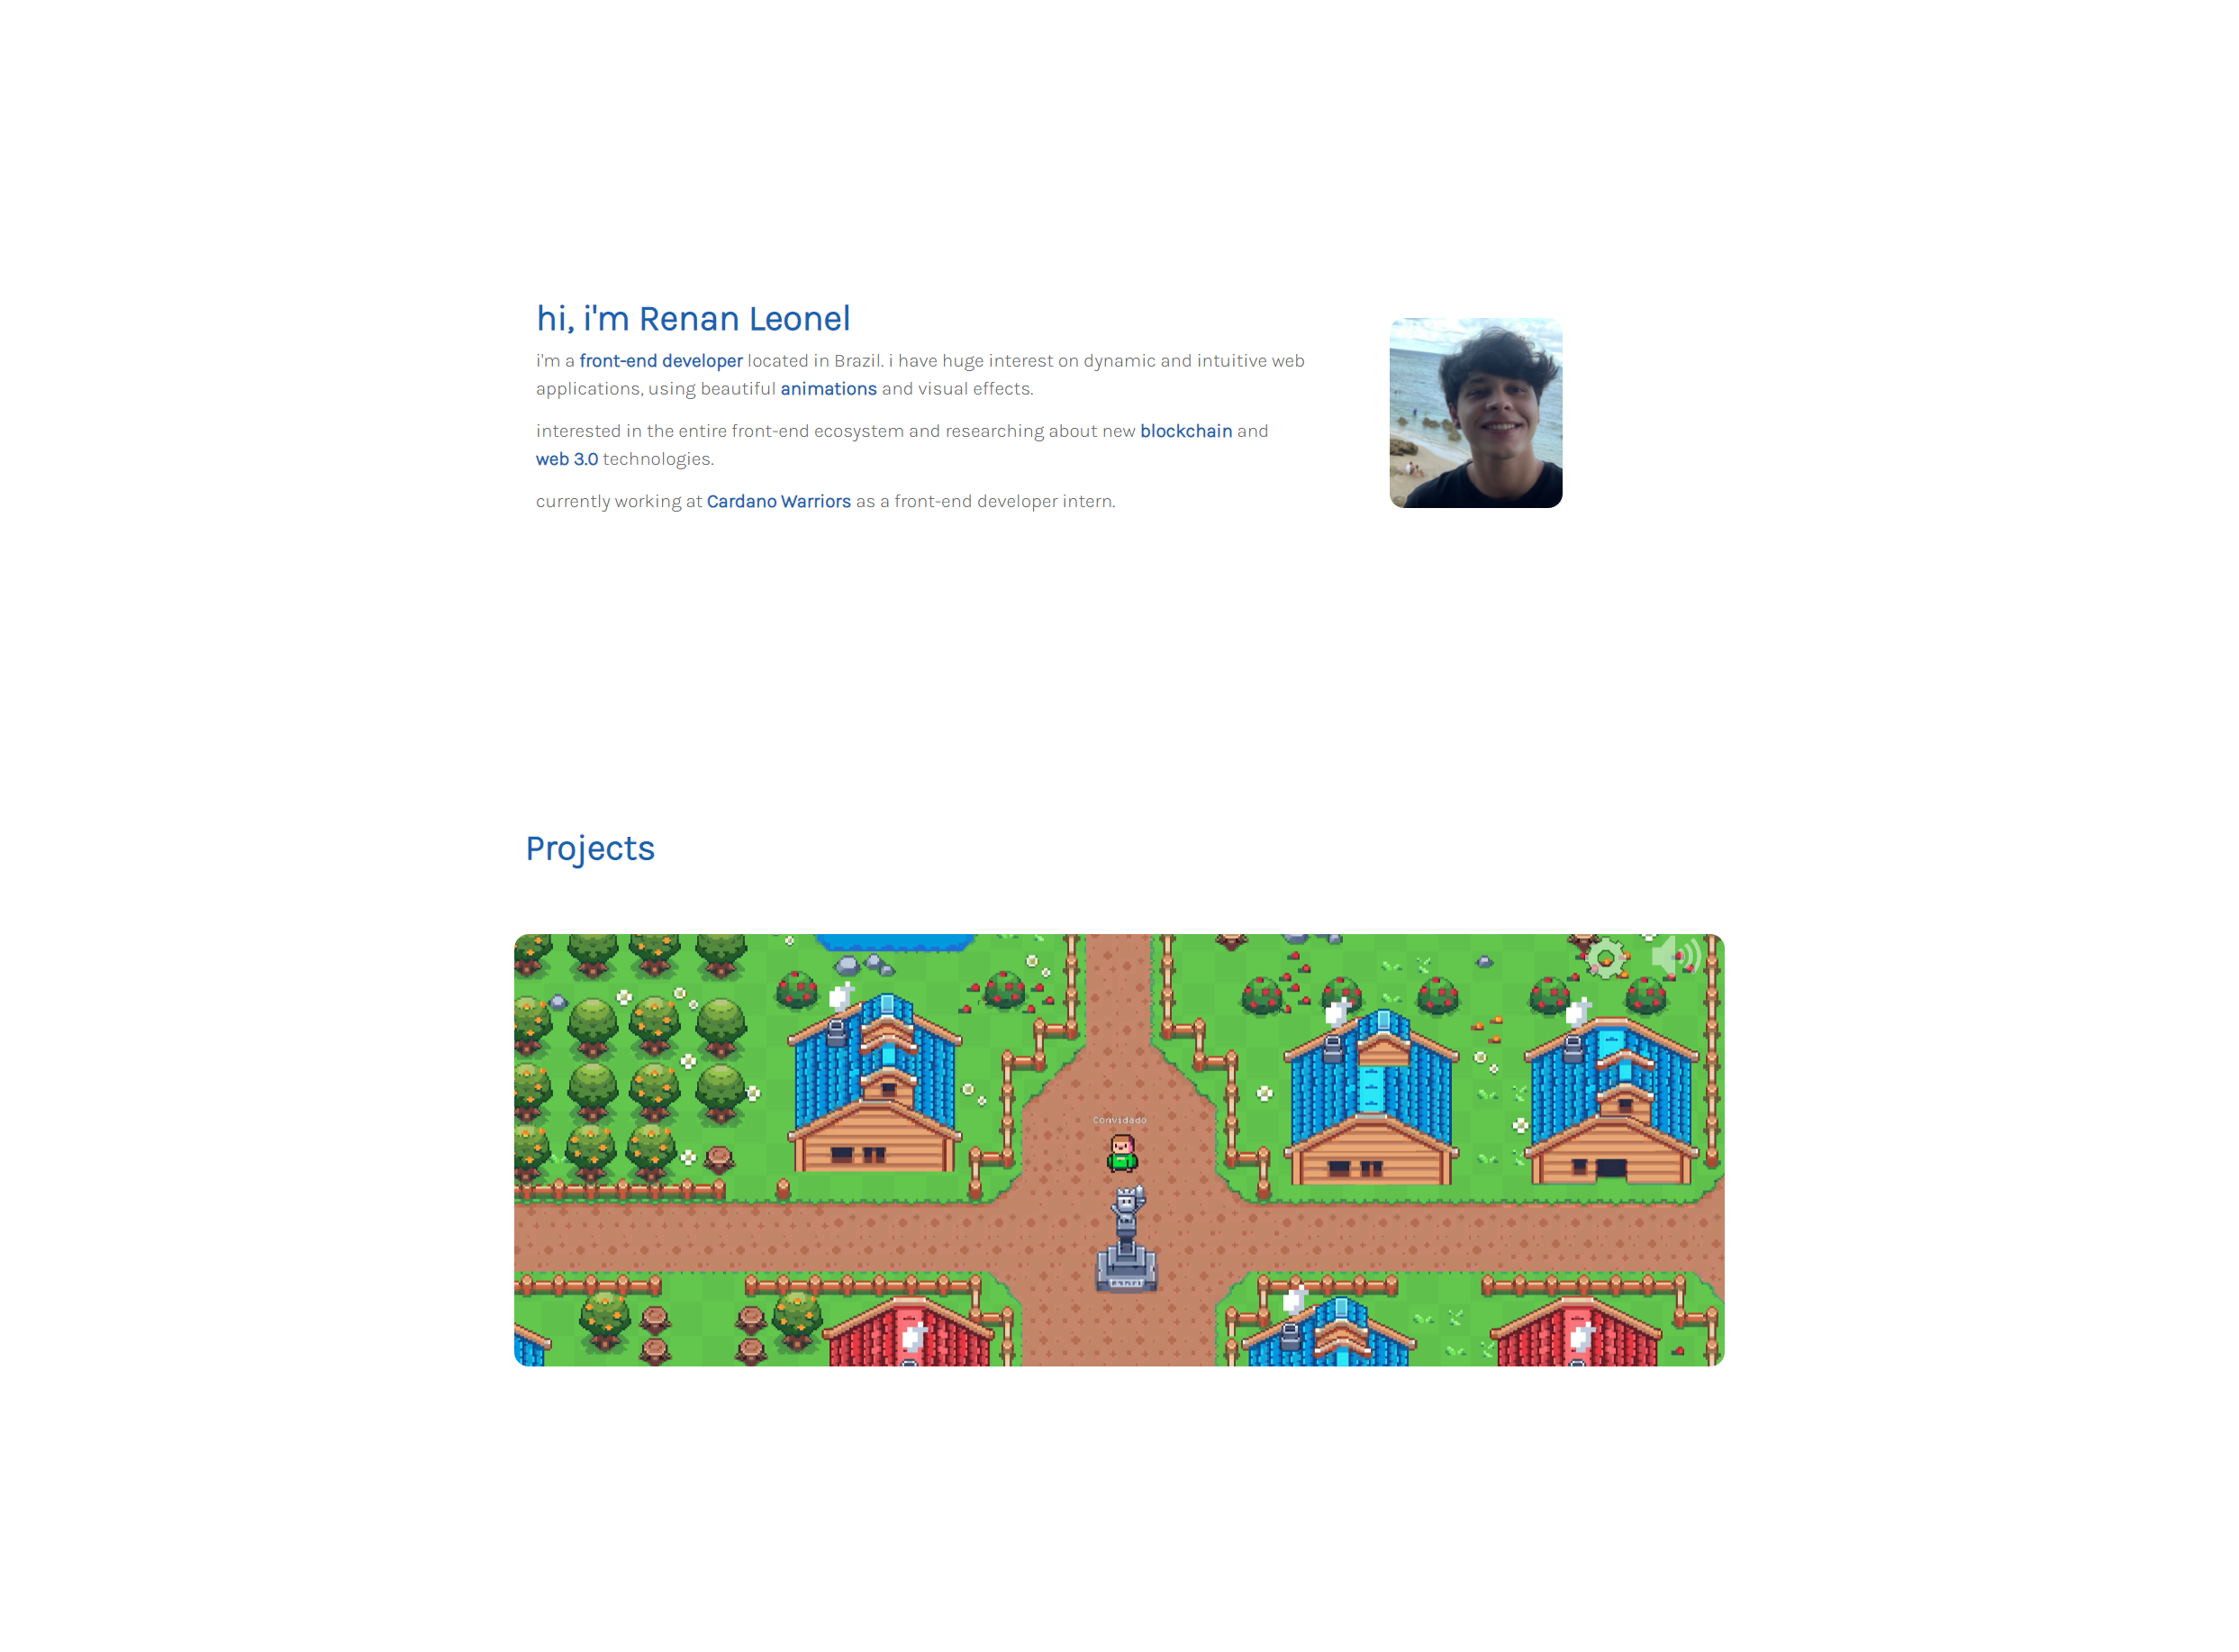 hi, i'm Renan Leonel
i'm a front-end developer located in Brazil. i have huge interest on dynamic and intuitive web
applications, using beautiful animations and visual effects.
interested in the entire front-end ecosystem and researching about new blockchain and
web 3.0 technologies.
currently working at Cardano Warriors as a front-end developer intern.
Projects
Convidado